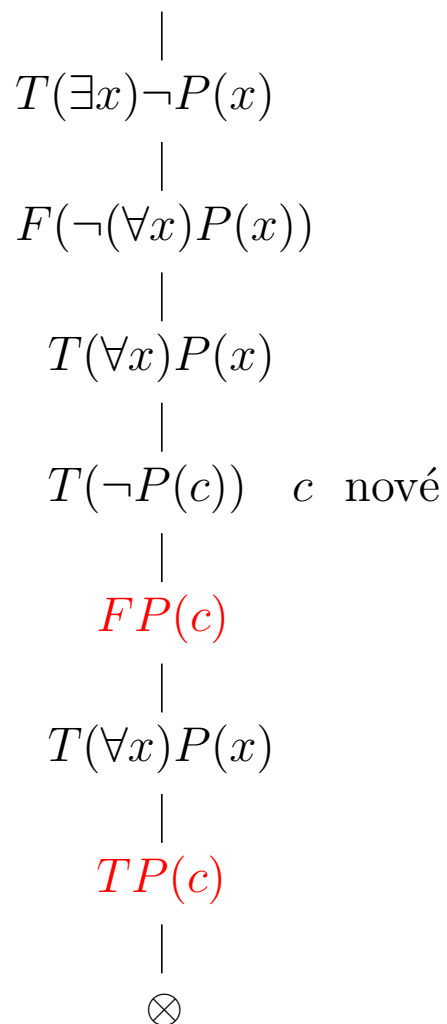 T(∃x)¬P(x)
F(¬(∀x)P(x))
T(∀x)P(x)
T(¬P(c)) c nové
FP(c)
T(∀x)P(x)
TP(c)
⊗